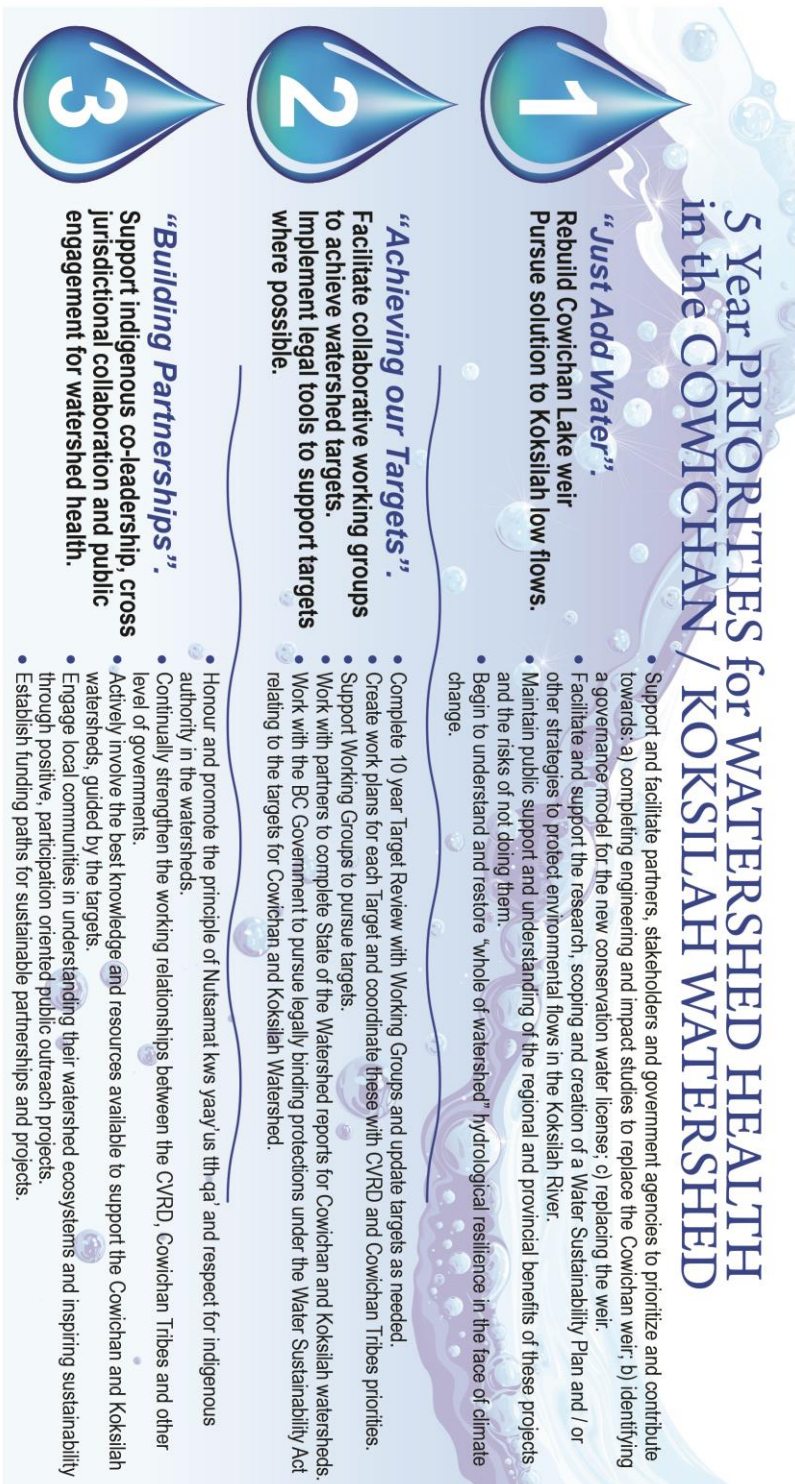 5 Year PRIORITIES for WATERSHED HEALTH
in the COWICHAN / KOKSILAH WATERSHED
1
“Just Add Water”.
Rebuild Cowichan Lake weir
Pursue solution to Koksilah low flows.
• Support and facilitate partners, stakeholders and government agencies to prioritize and contribute
towards: a) completing engineering and impact studies to replace the Cowichan weir; b) identifying
a governance model for the new conservation water license; c) replacing the weir.
• Facilitate and support the research, scoping and creation of a Water Sustainability Plan and / or
other strategies to protect environmental flows in the Koksilah River.
• Maintain public support and understanding of the regional and provincial benefits of these projects
and the risks of not doing them.
• Begin to understand and restore “whole of watershed” hydrological resilience in the face of climate
change.
2
“Achieving our Targets”.
Facilitate collaborative working groups
to achieve watershed targets.
Implement legal tools to support targets
where possible.
• Complete 10 year Target Review with Working Groups and update targets as needed.
• Create work plans for each Target and coordinate these with CVRD and Cowichan Tribes priorities.
• Support Working Groups to pursue targets.
• Work with partners to complete State of the Watershed reports for Cowichan and Koksilah watersheds.
• Work with the BC Government to pursue legally binding protections under the Water Sustainability Act
relating to the targets for Cowichan and Koksilah Watershed.
3
“Building Partnerships”.
Support indigenous co-leadership, cross
jurisdictional collaboration and public
engagement for watershed health.
• Honour and promote the principle of Nutsamat kws yaay’us tth qa’ and respect for indigenous
authority in the watersheds.
• Continually strengthen the working relationships between the CVRD, Cowichan Tribes and other
level of governments.
• Actively involve the best knowledge and resources available to support the Cowichan and Koksilah
watersheds, guided by the targets.
• Engage local communities in understanding their watershed ecosystems and inspiring sustainability
through positive, participation oriented public outreach projects.
• Establish funding paths for sustainable partnerships and projects.